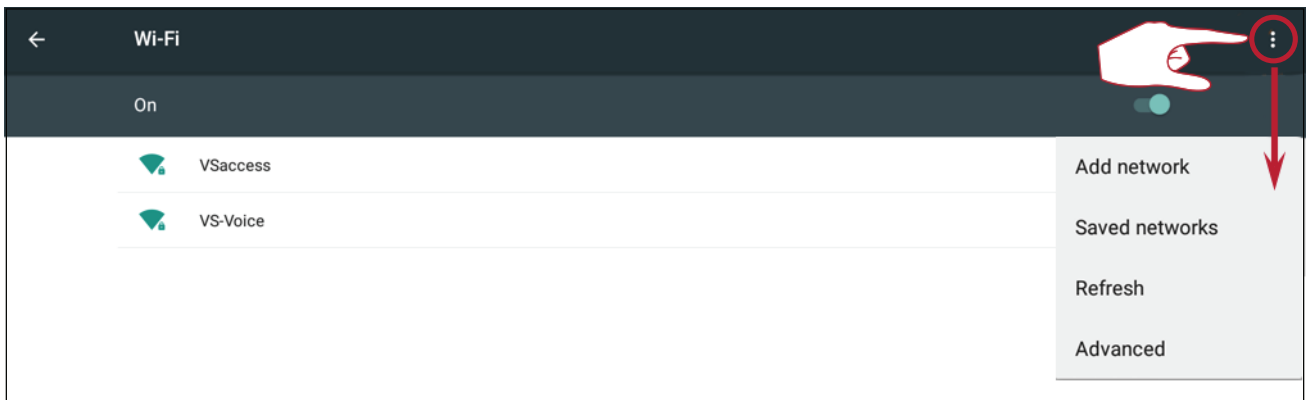 Wi-Fi
On
VSaccess
VS-Voice
Add network
Saved networks
Refresh
Advanced